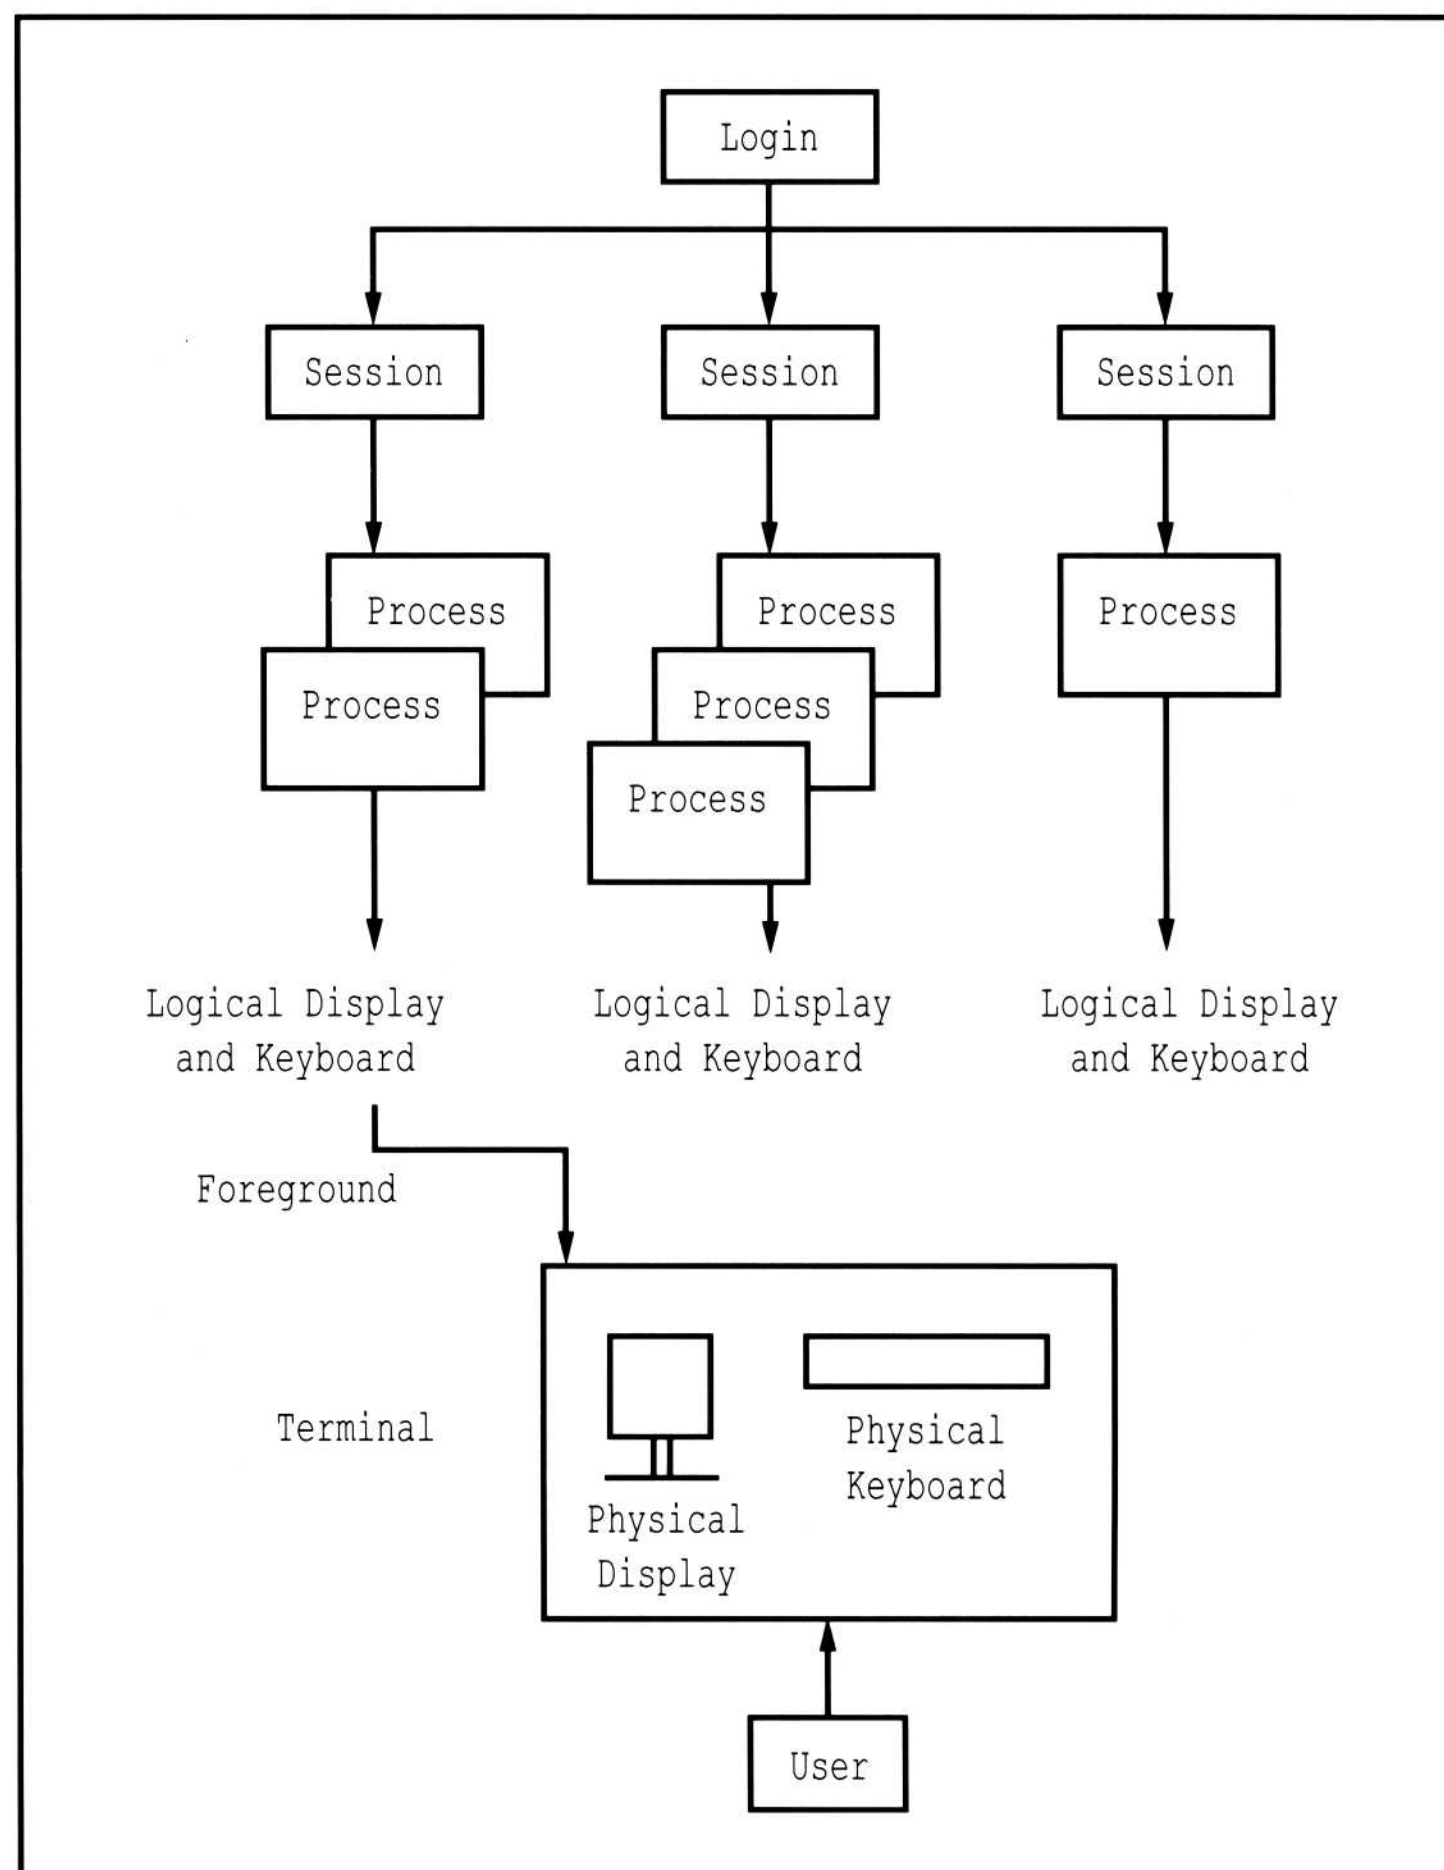 Login
Session
Session
Session
Process
Process
Process
Process
Process
Process
Logical Display
and Keyboard
Logical Display
and Keyboard
Logical Display
and Keyboard
Foreground
Terminal
Physical
Keyboard
Physical
Display
User